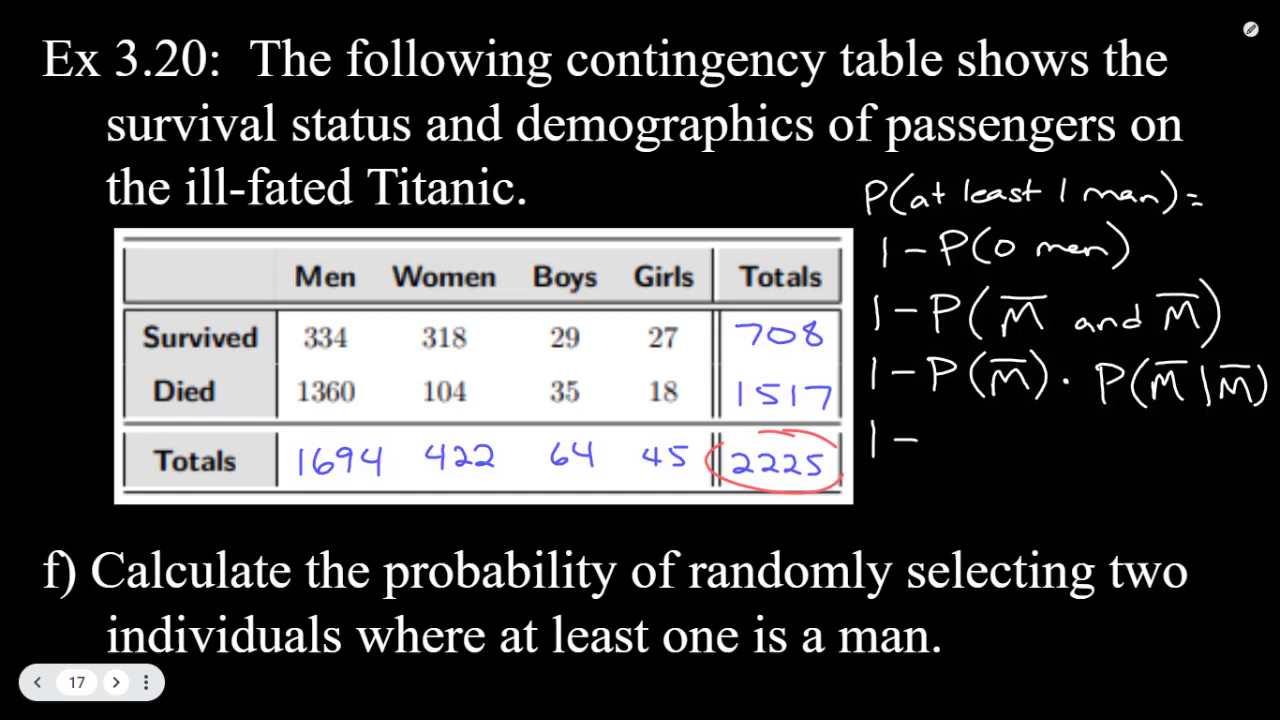 Ex 3.20: The following contingency table shows the
survival status and demographics of passengers on
the ill-fated Titanic.
P(at least 1 man) =
1 - P(0 men)
1 - P(M̅ and M̅)
1 - P(M̅) · P(M̅ | M̅)
1 -
Men Women Boys Girls Totals
Survived 334 318 29 27 708
Died 1360 104 35 18 1517
Totals 1694 422 64 45 2225
f) Calculate the probability of randomly selecting two
individuals where at least one is a man.
17